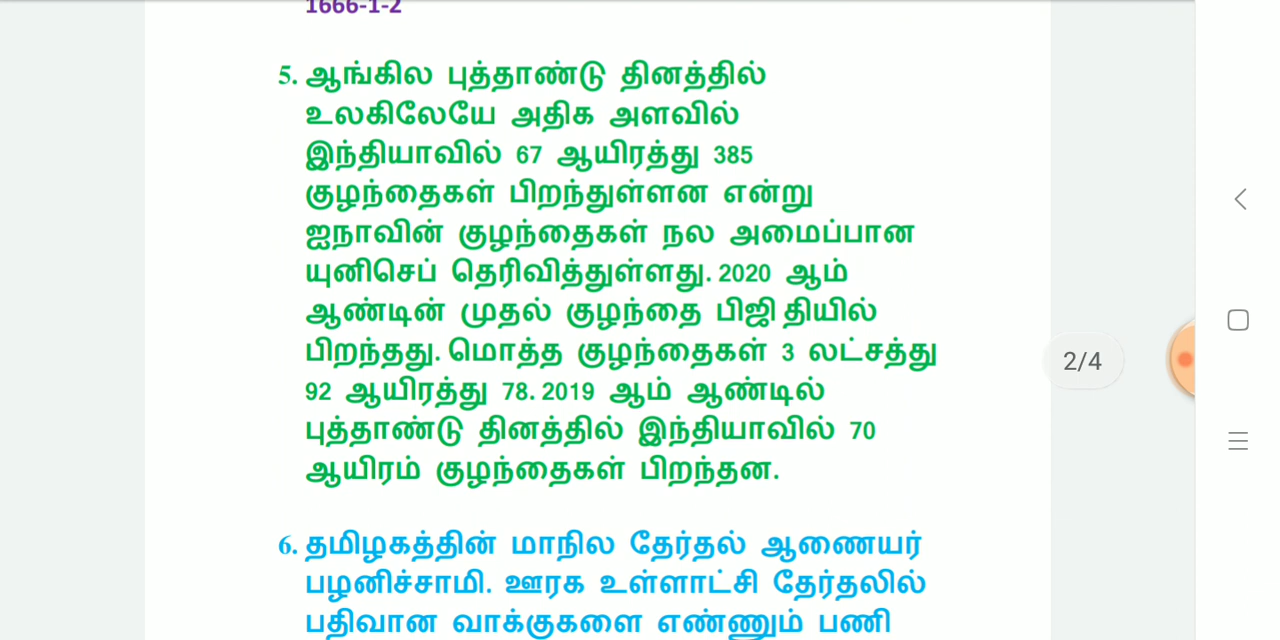 1666-1-2
5. ஆங்கில புத்தாண்டு தினத்தில்
உலகிலேயே அதிக அளவில்
இந்தியாவில் 67 ஆயிரத்து 385
குழந்தைகள் பிறந்துள்ளன என்று
ஐநாவின் குழந்தைகள் நல அமைப்பான
யுனிசெப் தெரிவித்துள்ளது. 2020 ஆம்
ஆண்டின் முதல் குழந்தை பிஜி தியில்
பிறந்தது. மொத்த குழந்தைகள் 3 லட்சத்து
92 ஆயிரத்து 78. 2019 ஆம் ஆண்டில்
புத்தாண்டு தினத்தில் இந்தியாவில் 70
ஆயிரம் குழந்தைகள் பிறந்தன.
2/4
6. தமிழகத்தின் மாநில தேர்தல் ஆணையர்
பழனிச்சாமி. ஊரக உள்ளாட்சி தேர்தலில்
பதிவான வாக்குகளை எண்ணும் பணி